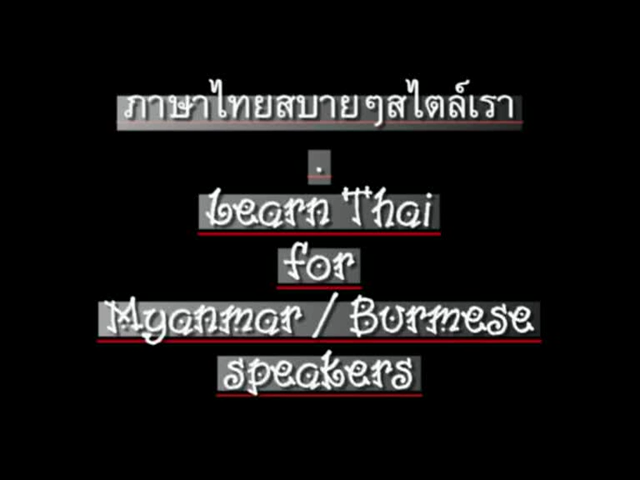 ภาษาไทยสบายๆสไตล์เรา
.
Learn Thai
for
Myanmar / Burmese
speakers